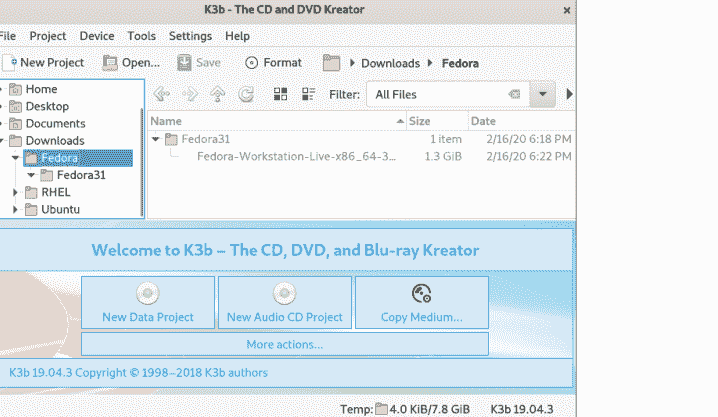 K3b - The CD and DVD Kreator
File Project Device Tools Settings Help
New Project Open... Save Format Downloads Fedora
Home
Desktop
Documents
Downloads
Fedora
Fedora31
RHEL
Ubuntu
Filter: All Files
Name Size Date
Fedora31 1 item 2/16/20 6:18 PM
Fedora-Workstation-Live-x86_64-3... 1.3 GiB 2/16/20 6:22 PM
Welcome to K3b – The CD, DVD, and Blu-ray Kreator
New Data Project New Audio CD Project Copy Medium...
More actions...
K3b 19.04.3 Copyright © 1998–2018 K3b authors
Temp: 4.0 KiB/7.8 GiB K3b 19.04.3